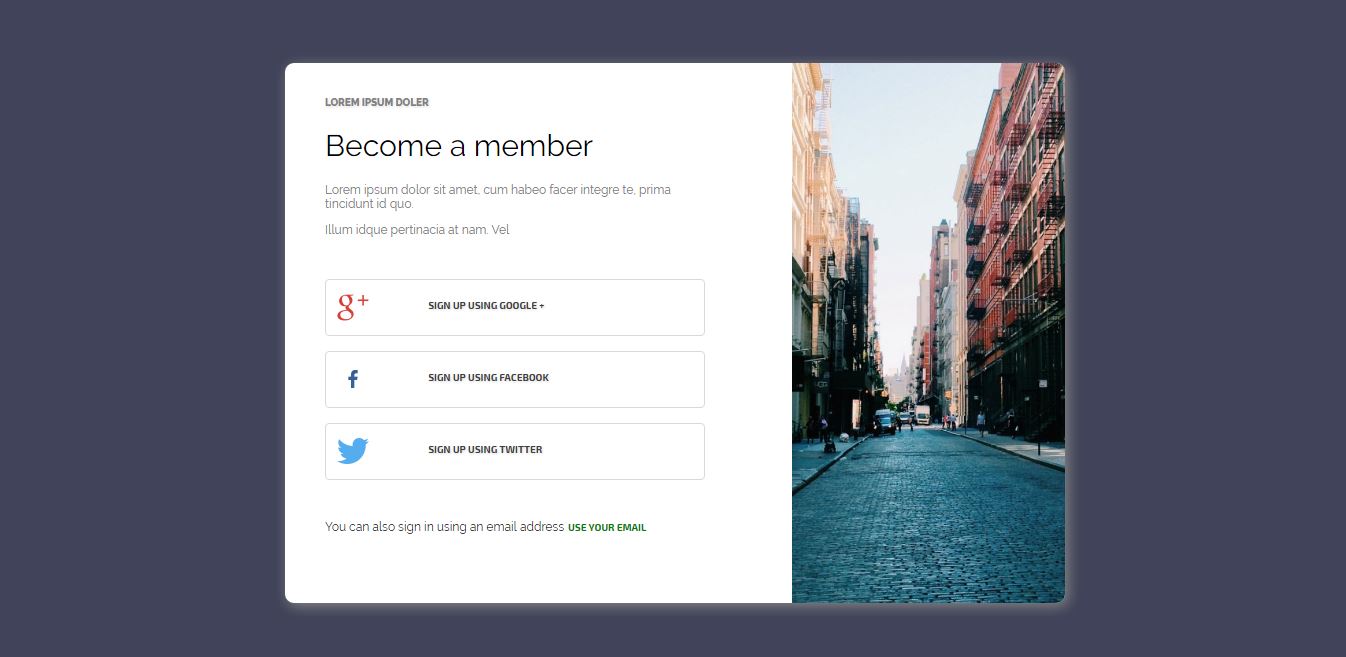 LOREM IPSUM DOLER
Become a member
Lorem ipsum dolor sit amet, cum habeo facer integre te, prima
tincidunt id quo.
Illum idque pertinacia at nam. Vel
g+ SIGN UP USING GOOGLE +
f SIGN UP USING FACEBOOK
SIGN UP USING TWITTER
You can also sign in using an email address USE YOUR EMAIL